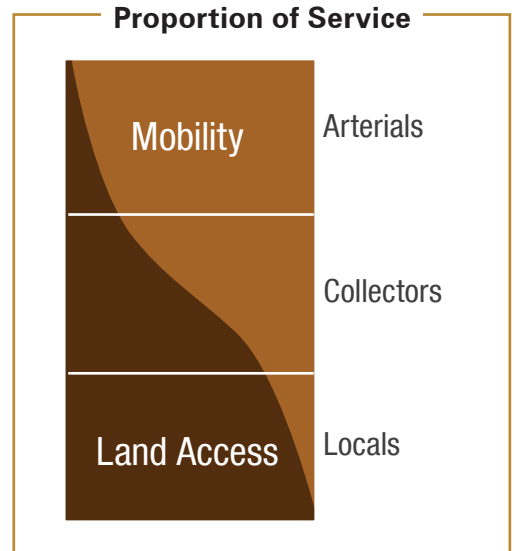 Proportion of Service
Mobility
Arterials
Collectors
Land Access
Locals